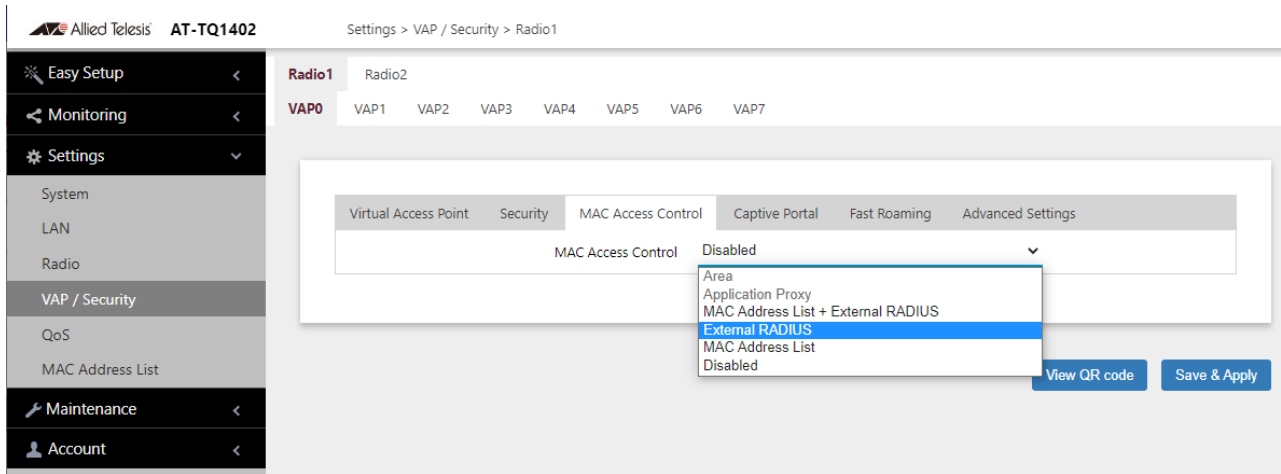 Allied Telesis AT-TQ1402 Settings > VAP / Security > Radio1
Easy Setup
Monitoring
Settings
System
LAN
Radio
VAP / Security
QoS
MAC Address List
Maintenance
Account
Radio1 Radio2
VAP0 VAP1 VAP2 VAP3 VAP4 VAP5 VAP6 VAP7
Virtual Access Point Security MAC Access Control Captive Portal Fast Roaming Advanced Settings
MAC Access Control Disabled
Area
Application Proxy
MAC Address List + External RADIUS
External RADIUS
MAC Address List
Disabled
View QR code Save & Apply